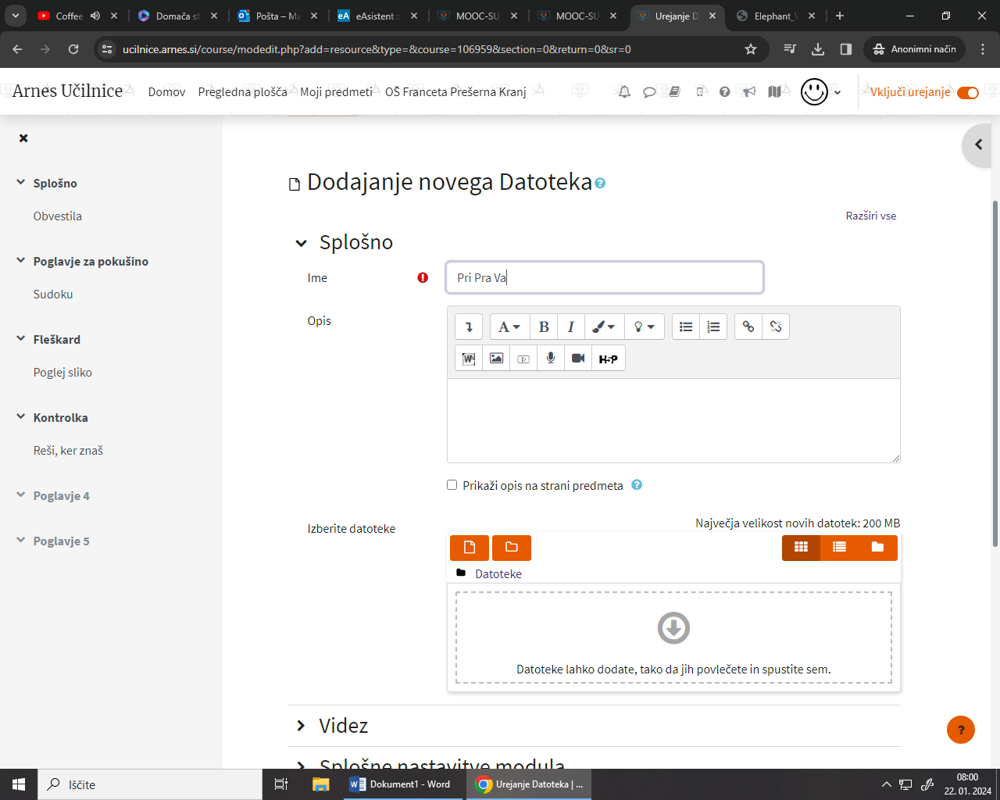 Coffee
Domača st
Pošta – Ma
eAsistent ::
MOOC-SU
MOOC-SU
Urejanje D
Elephant_
ucilnice.arnes.si/course/modedit.php?add=resource&type=&course=106959&section=0&return=0&sr=0
Anonimni način
Arnes Učilnice
Domov
Pregledna plošča
Moji predmeti
OŠ Franceta Prešerna Kranj
Vključi urejanje
Splošno
Obvestila
Poglavje za pokušino
Sudoku
Fleškard
Poglej sliko
Kontrolka
Reši, ker znaš
Poglavje 4
Poglavje 5
Dodajanje novega Datoteka
Razširi vse
Splošno
Ime
Pri Pra Va
Opis
A
B
I
W
H5P
Prikaži opis na strani predmeta
Največja velikost novih datotek: 200 MB
Izberite datoteke
Datoteke
Datoteke lahko dodate, tako da jih povlečete in spustite sem.
Videz
Splošne nastavitve modula
?
Iščite
Dokument1 - Word
Urejanje Datoteka | ...
08:00
22. 01. 2024